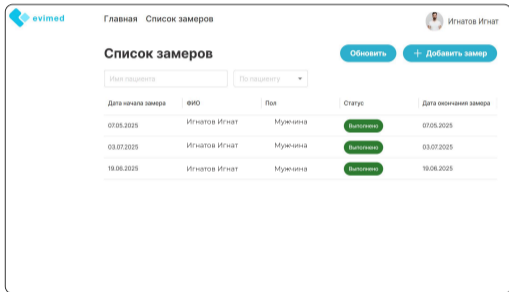 evimed
Главная Список замеров
Игнатов Игнат
Список замеров
Обновить
+ Добавить замер
Имя пациента
По пациенту
Дата начала замера ФИО Пол Статус Дата окончания замера
07.05.2025 Игнатов Игнат Мужчина Выполнено 07.05.2025
03.07.2025 Игнатов Игнат Мужчина Выполнено 03.07.2025
19.06.2025 Игнатов Игнат Мужчина Выполнено 19.06.2025